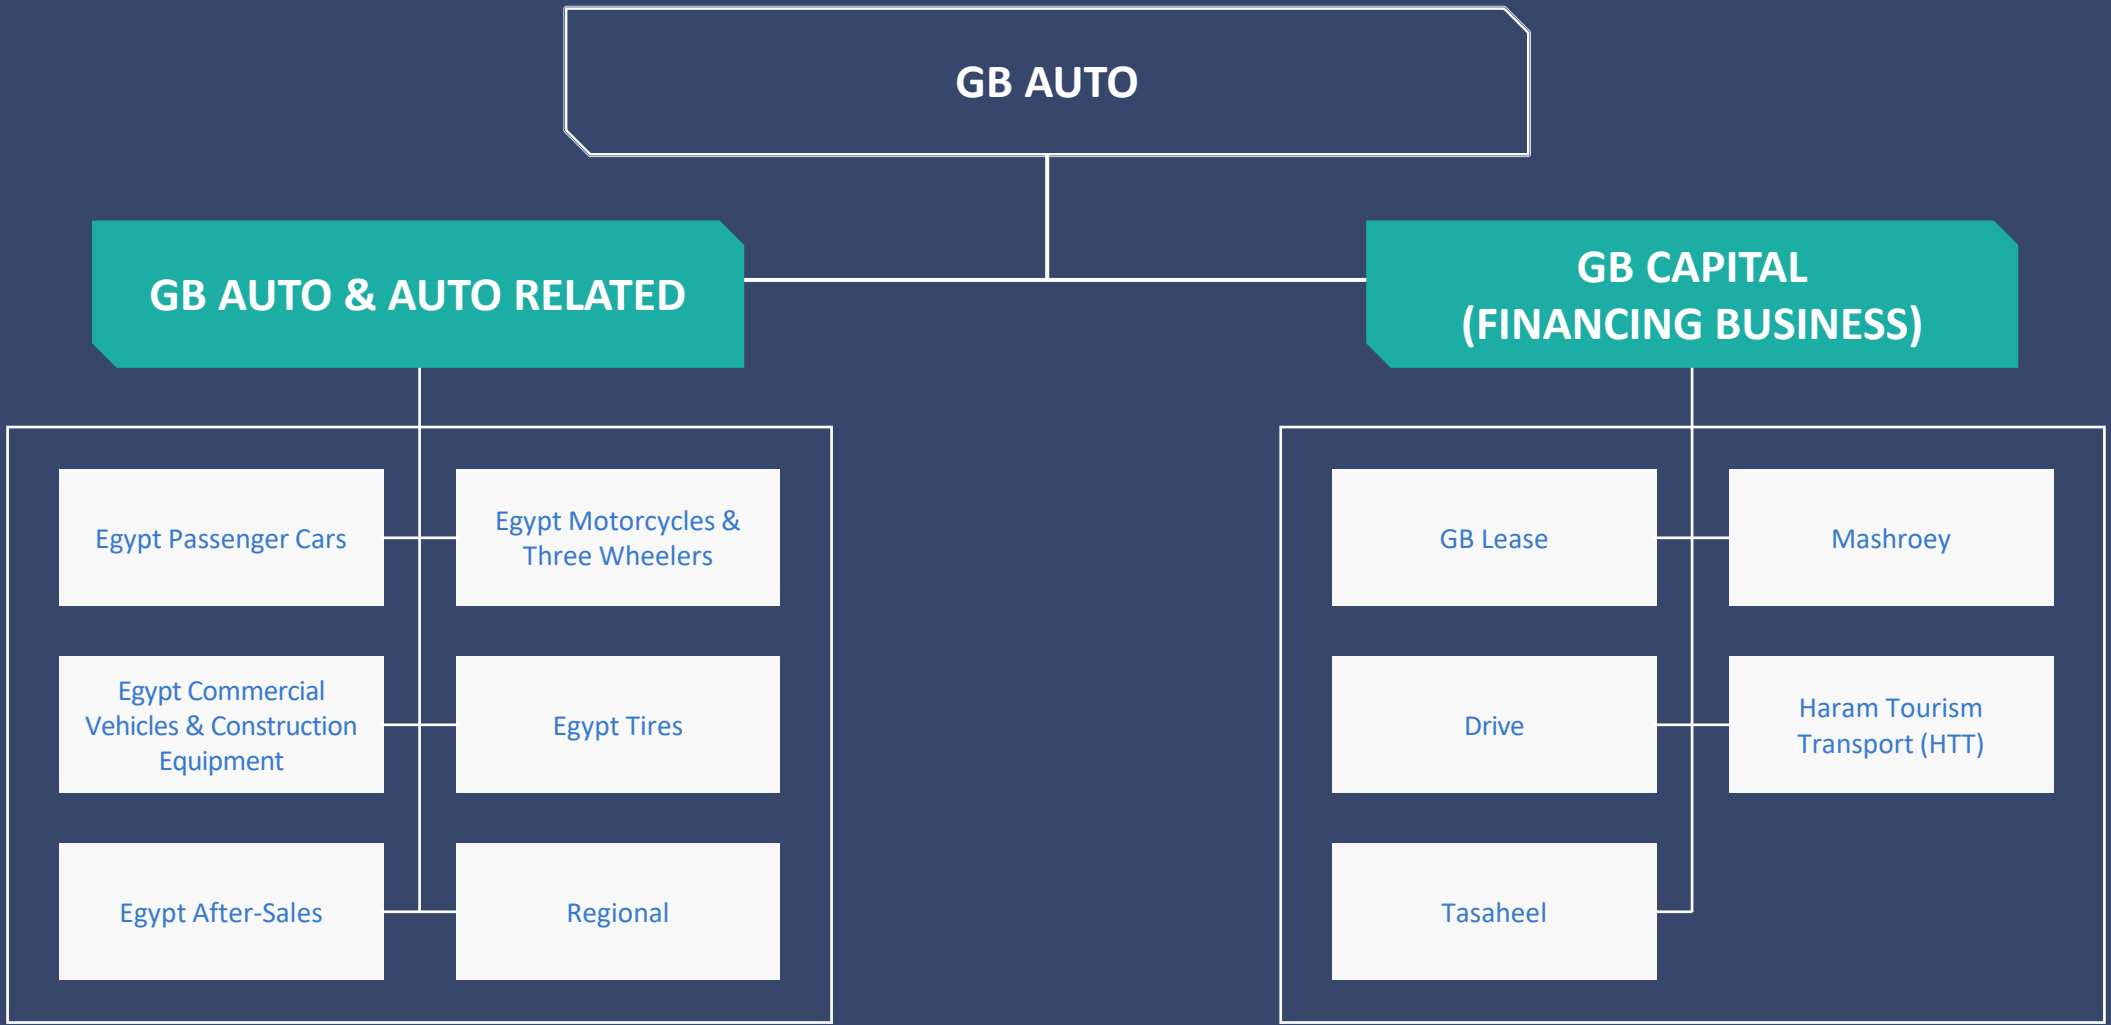 GB AUTO
GB AUTO & AUTO RELATED
GB CAPITAL
(FINANCING BUSINESS)
Egypt Passenger Cars
Egypt Motorcycles &
Three Wheelers
Egypt Commercial
Vehicles & Construction
Equipment
Egypt Tires
Egypt After-Sales
Regional
GB Lease
Mashroey
Drive
Haram Tourism
Transport (HTT)
Tasaheel